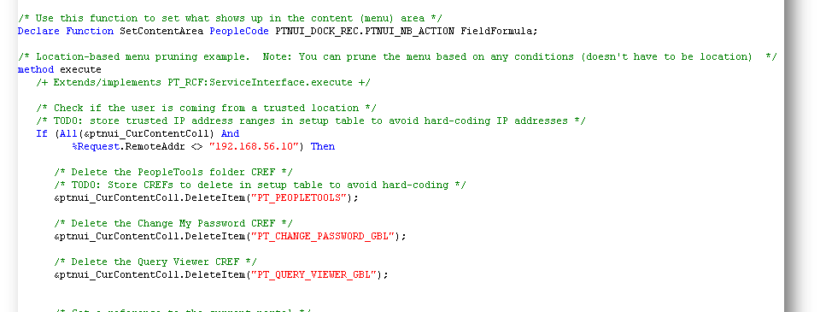 /* Use this function to set what shows up in the content (menu) area */
Declare Function SetContentArea PeopleCode PTNUI_DOCK_REC.PTNUI_NB_ACTION FieldFormula;
/* Location-based menu pruning example.  Note: You can prune the menu based on any conditions (doesn't have to be location)  */
method execute
/+ Extends/implements PT_RCF:ServiceInterface.execute +/
/* Check if the user is coming from a trusted location */
/* TODO: store trusted IP address ranges in setup table to avoid hard-coding IP addresses */
If (All(&ptnui_CurContentColl) And
%Request.RemoteAddr <> "192.168.56.10") Then
/* Delete the PeopleTools folder CREF */
/* TODO: Store CREFs to delete in setup table to avoid hard-coding */
&ptnui_CurContentColl.DeleteItem("PT_PEOPLETOOLS");
/* Delete the Change My Password CREF */
&ptnui_CurContentColl.DeleteItem("PT_CHANGE_PASSWORD_GBL");
/* Delete the Query Viewer CREF */
&ptnui_CurContentColl.DeleteItem("PT_QUERY_VIEWER_GBL");